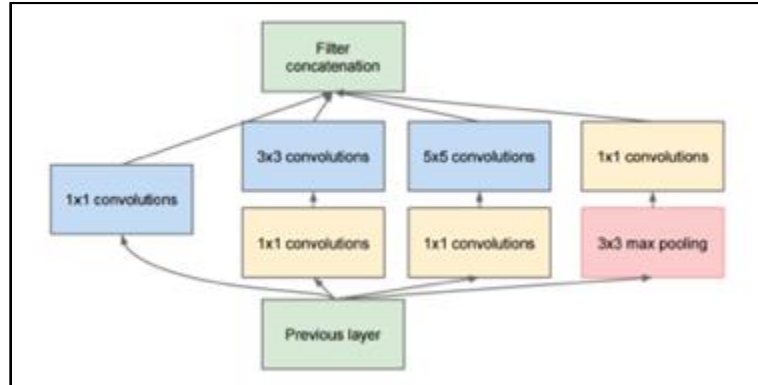 Filter
concatenation
3x3 convolutions
5x5 convolutions
1x1 convolutions
1x1 convolutions
1x1 convolutions
1x1 convolutions
3x3 max pooling
Previous layer